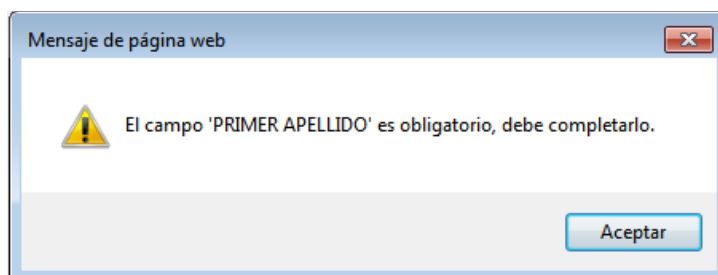 Mensaje de página web
El campo 'PRIMER APELLIDO' es obligatorio, debe completarlo.
Aceptar